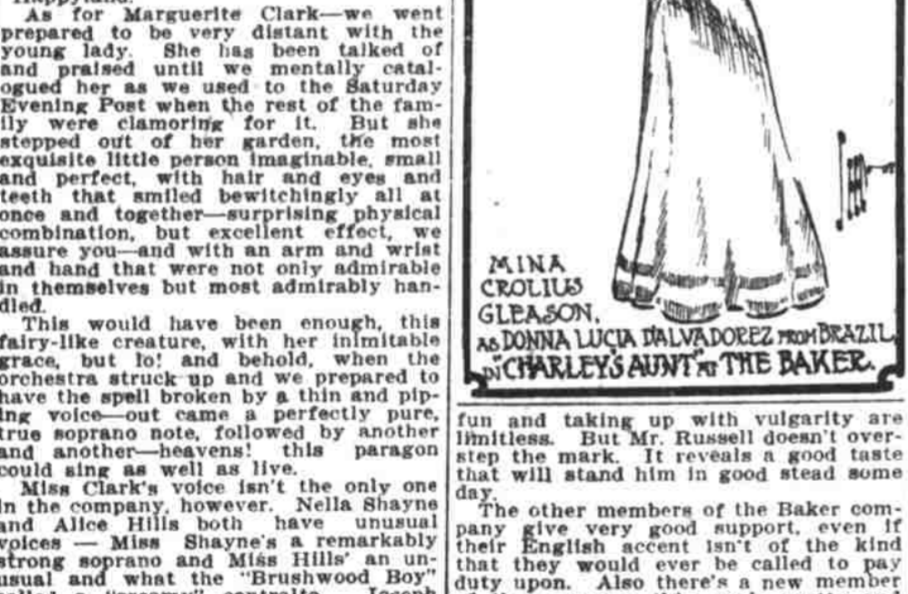 Happyland.
As for Marguerite Clark—we went
prepared to be very distant with the
young lady. She has been talked of
and praised until we mentally catal-
ogued her as we used to the Saturday
Evening Post when the rest of the fam-
ily were clamoring for it. But she
stepped out of her garden, the most
exquisite little person imaginable, small
and perfect, with hair and eyes and
teeth that smiled bewitchingly all at
once and together—surprising physical
combination, but excellent effect, we
assure you—and with an arm and wrist
and hand that were not only admirable
in themselves but most admirably han-
dled.
This would have been enough, this
fairy-like creature, with her inimitable
grace, but lo! and behold, when the
orchestra struck up and we prepared to
have the spell broken by a thin and pip-
ing voice—out came a perfectly pure,
true soprano note, followed by another
and another—heavens! this paragon
could sing as well as live.
Miss Clark's voice isn't the only one
in the company, however. Nella Shayne
and Alice Hills both have unusual
voices — Miss Shayne's a remarkably
strong soprano and Miss Hills' an un-
usual and what the "Brushwood Boy"
MINA
CROLIUS
GLEASON.
AS DONNA LUCIA D'ALVADOREZ FROM BRAZIL
IN "CHARLEY'S AUNT" AT THE BAKER.
fun and taking up with vulgarity are
limitless. But Mr. Russell doesn't over-
step the mark. It reveals a good taste
that will stand him in good stead some
day.
The other members of the Baker com-
pany give very good support, even if
their English accent isn't of the kind
that they would ever be called to pay
duty upon. Also there's a new member